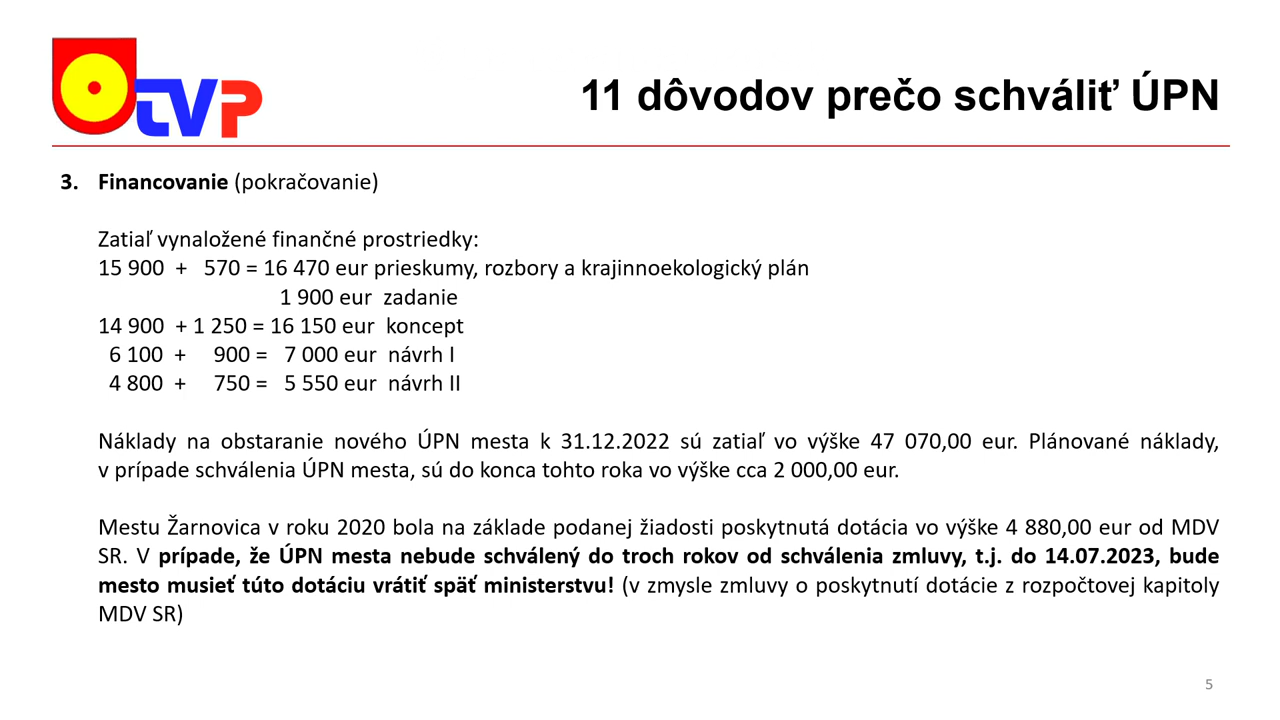 tVP
11 dôvodov prečo schváliť ÚPN
3. Financovanie (pokračovanie)
Zatiaľ vynaložené finančné prostriedky:
15 900 + 570 = 16 470 eur prieskumy, rozbory a krajinnoekologický plán
1 900 eur zadanie
14 900 + 1 250 = 16 150 eur koncept
6 100 + 900 = 7 000 eur návrh I
4 800 + 750 = 5 550 eur návrh II
Náklady na obstaranie nového ÚPN mesta k 31.12.2022 sú zatiaľ vo výške 47 070,00 eur. Plánované náklady,
v prípade schválenia ÚPN mesta, sú do konca tohto roka vo výške cca 2 000,00 eur.
Mestu Žarnovica v roku 2020 bola na základe podanej žiadosti poskytnutá dotácia vo výške 4 880,00 eur od MDV
SR. V prípade, že ÚPN mesta nebude schválený do troch rokov od schválenia zmluvy, t.j. do 14.07.2023, bude
mesto musieť túto dotáciu vrátiť späť ministerstvu! (v zmysle zmluvy o poskytnutí dotácie z rozpočtovej kapitoly
MDV SR)
5